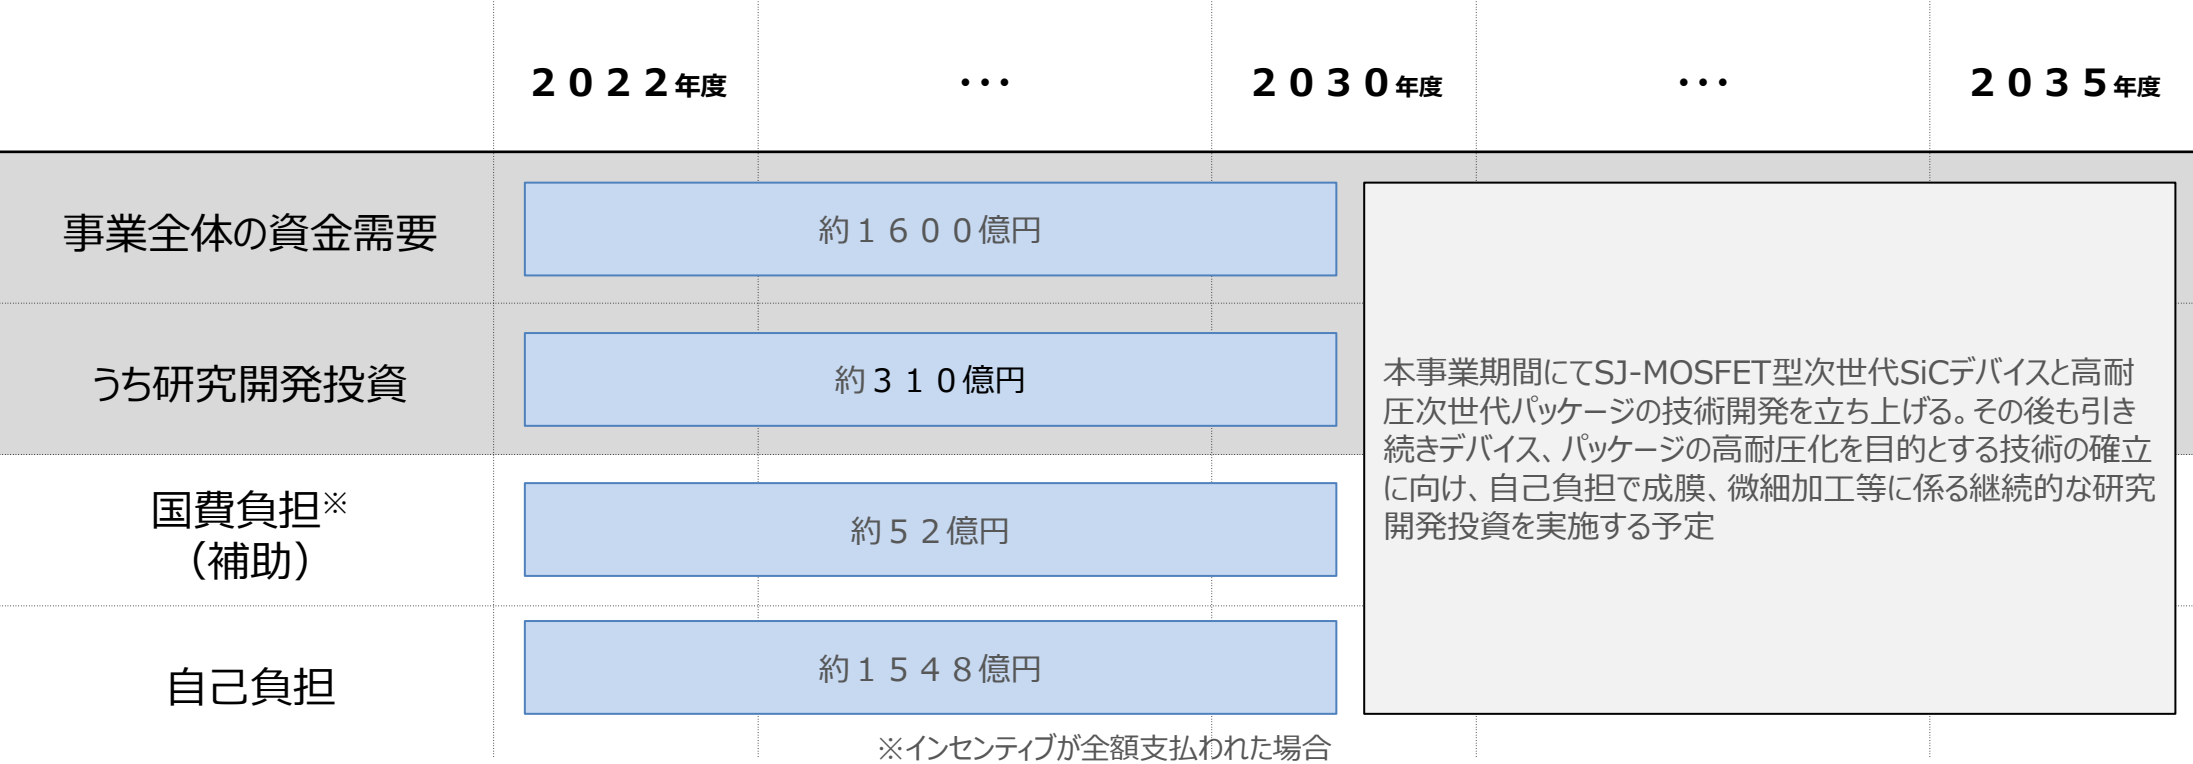 ２０２２年度 ・・・ ２０３０年度 ・・・ ２０３５年度
事業全体の資金需要
約１６００億円
うち研究開発投資
約３１０億円
国費負担※
（補助）
約５２億円
自己負担
約１５４８億円
本事業期間にてSJ-MOSFET型次世代SiCデバイスと高耐
圧次世代パッケージの技術開発を立ち上げる。その後も引き
続きデバイス、パッケージの高耐圧化を目的とする技術の確立
に向け、自己負担で成膜、微細加工等に係る継続的な研究
開発投資を実施する予定
※インセンティブが全額支払われた場合